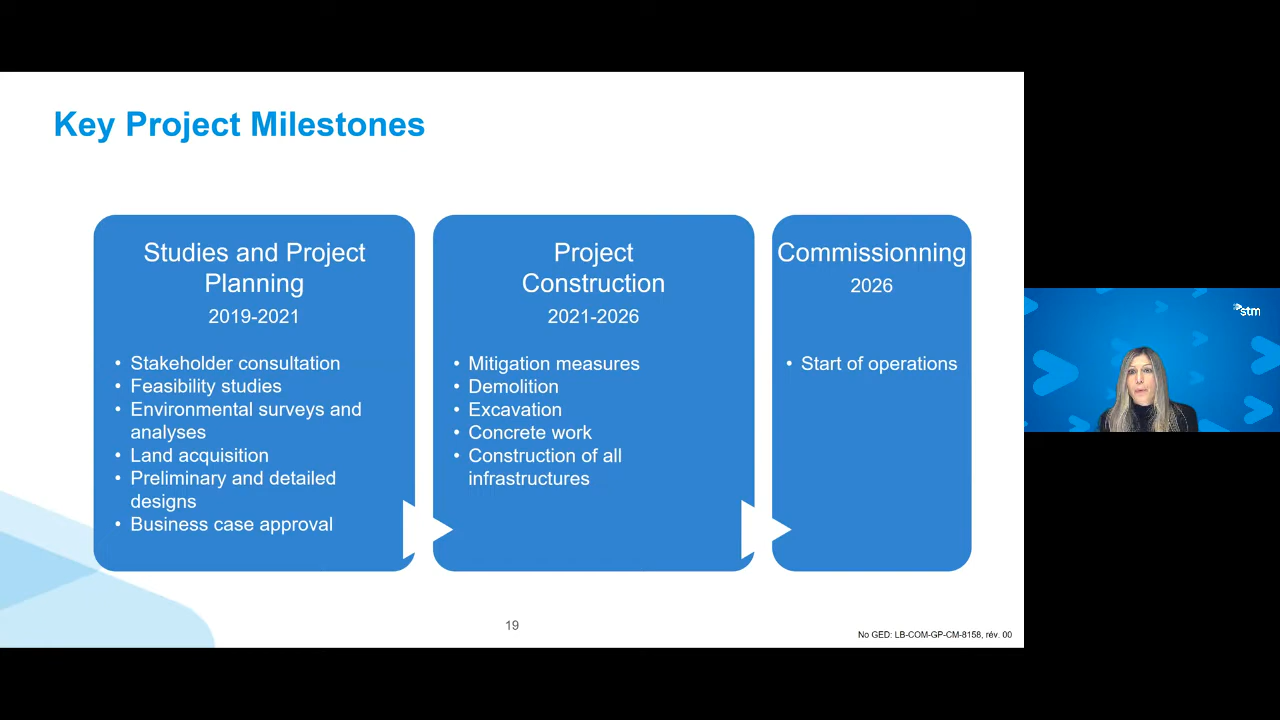 Key Project Milestones
Studies and Project
Planning
2019-2021
• Stakeholder consultation
• Feasibility studies
• Environmental surveys and
analyses
• Land acquisition
• Preliminary and detailed
designs
• Business case approval
Project
Construction
2021-2026
• Mitigation measures
• Demolition
• Excavation
• Concrete work
• Construction of all
infrastructures
Commissionning
2026
• Start of operations
stm
19
No GED: LB-COM-GP-CM-8158, rév. 00